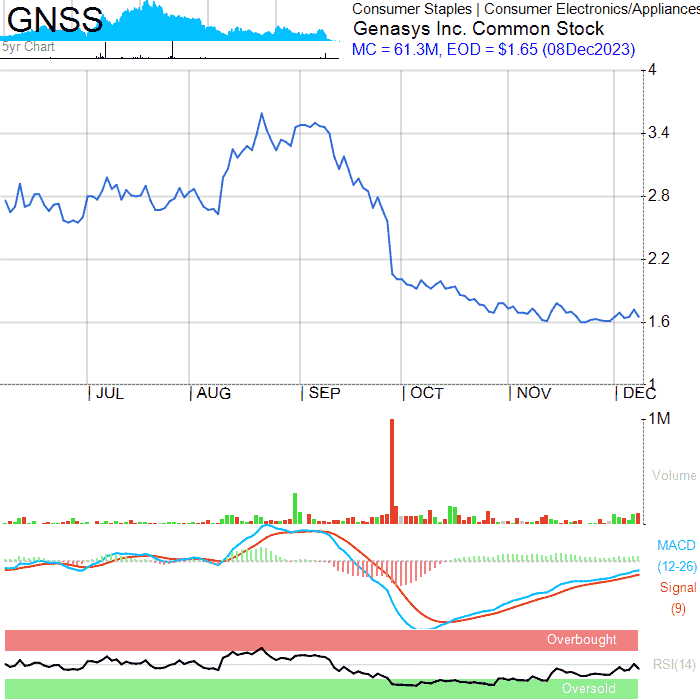 GNSS
5yr Chart
Consumer Staples | Consumer Electronics/Appliances
Genasys Inc. Common Stock
MC = 61.3M, EOD = $1.65 (08Dec2023)
4
3.4
2.8
2.2
1.6
1
JUL AUG SEP OCT NOV DEC
1M
Volume
MACD
(12-26)
Signal
(9)
Overbought
RSI(14)
Oversold